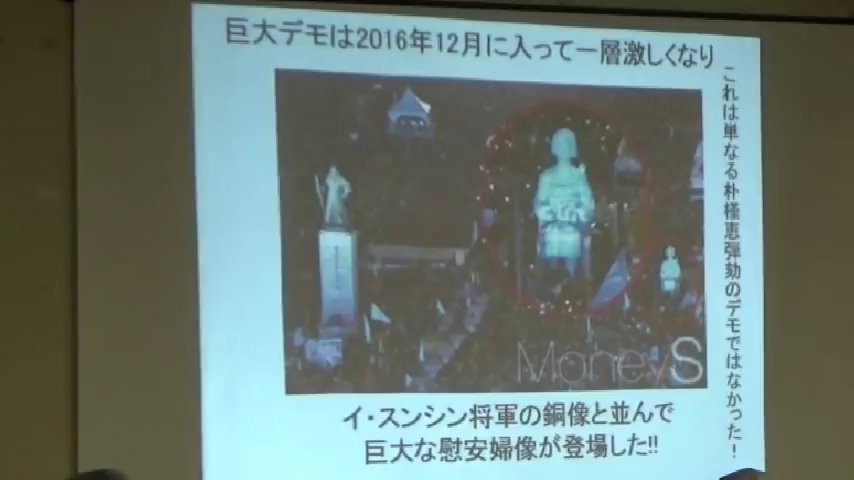 巨大デモは2016年12月に入って一層激しくなり
これは単なる朴槿恵弾劾のデモではなかった！
MoneyS
イ・スンシン将軍の銅像と並んで
巨大な慰安婦像が登場した!!